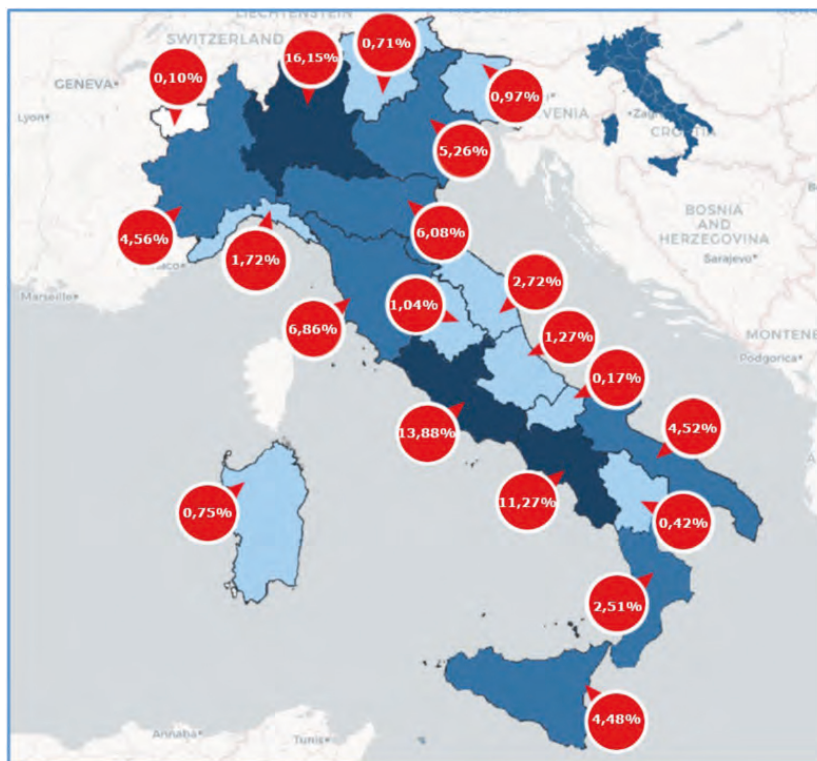 LIECHTENSTEIN
SWITZERLAND
16,15%
0,71%
0,10%
GENEVA
0,97%
Lyon
VENIA
Zag
CROATIA
5,26%
BOSNIA
AND
HERZEGOVINA
Sarajevo
4,56%
6,08%
1,72%
aco
2,72%
Marseille
1,04%
6,86%
1,27%
MONTENE
Podgorica
0,17%
13,88%
4,52%
11,27%
0,75%
0,42%
2,51%
4,48%
Annaba
Tunis